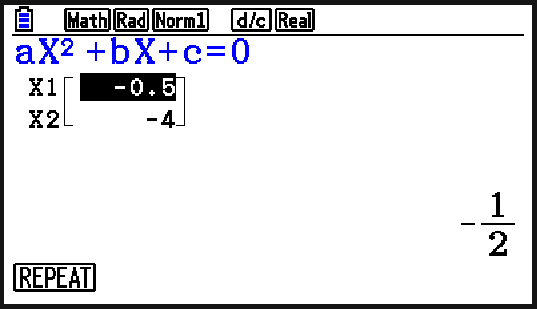 Math Rad Norm1 d/c Real
aX²+bX+c=0
X1 -0.5
X2 -4
-1/2
REPEAT